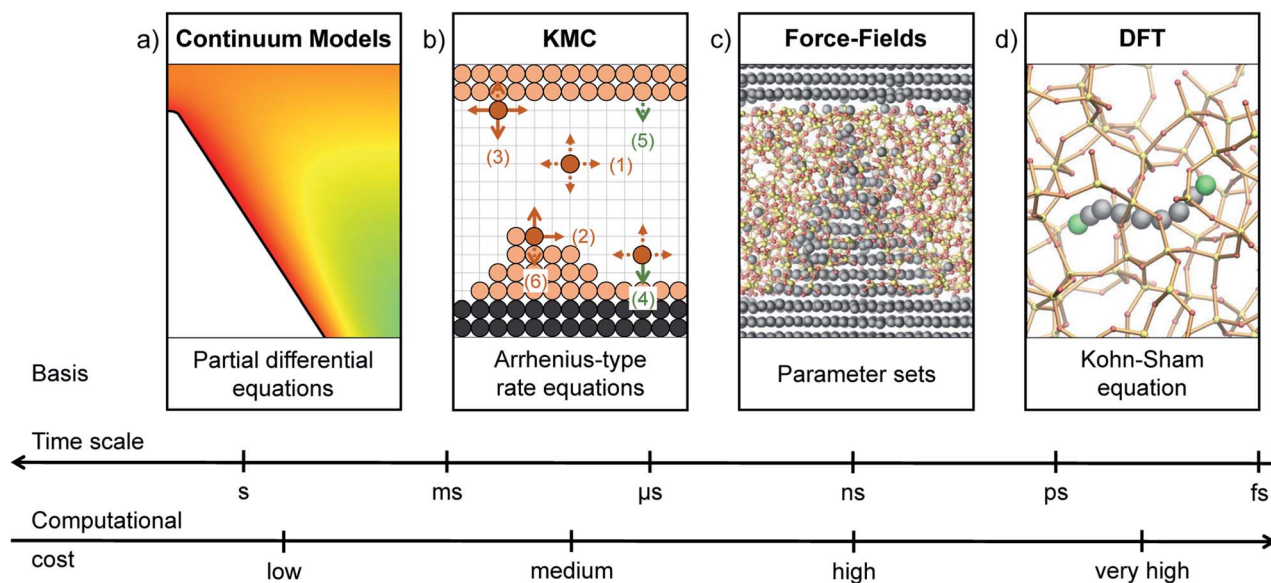 a)
Continuum Models
b)
KMC
c)
Force-Fields
d)
DFT
(3)
(5)
(1)
(2)
(6)
(4)
Basis
Partial differential
equations
Arrhenius-type
rate equations
Parameter sets
Kohn-Sham
equation
Time scale
s
ms
µs
ns
ps
fs
Computational
cost
low
medium
high
very high